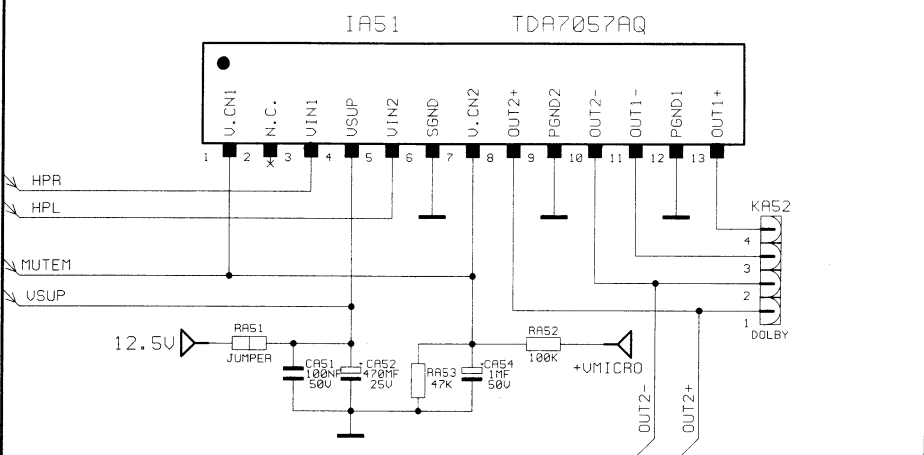 IA51 TDA7057AQ
V.CN1 N.C. VIN1 VSUP VIN2 SGND V.CN2 OUT2+ PGND2 OUT2- OUT1- PGND1 OUT1+
1 2 3 4 5 6 7 8 9 10 11 12 13
HPR
HPL
KA52
4
MUTEM
3
VSUP
2
1
RA51
RA52
DOLBY
12.5V
JUMPER
100K
CA51
100NF
50V
CA52
470MF
25V
RA53
47K
CA54
1MF
50V
+VMICRO
OUT2-
OUT2+